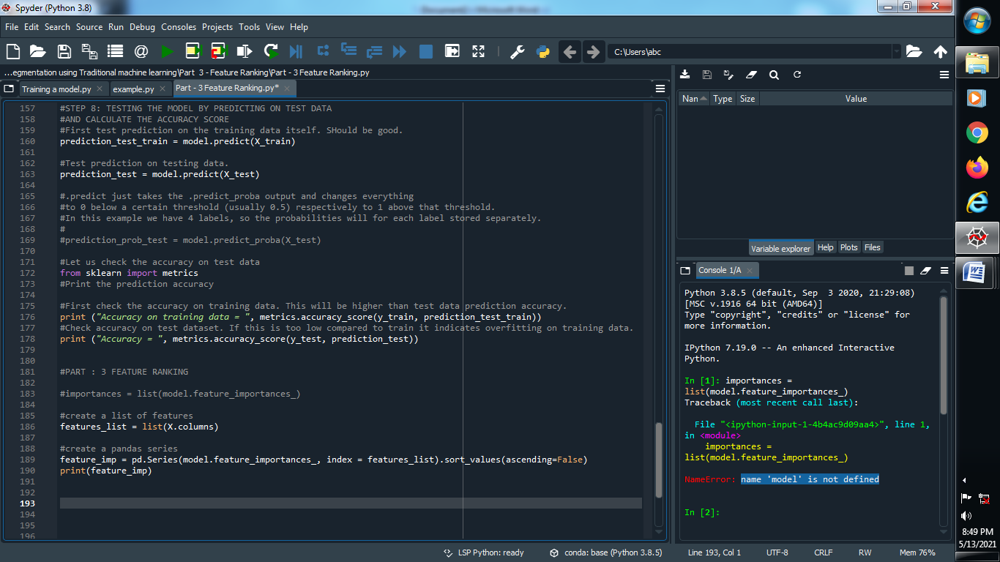 Spyder (Python 3.8)
File Edit Search Source Run Debug Consoles Projects Tools View Help
C:\Users\abc
...egmentation using Traditional machine learning\Part 3 - Feature Ranking\Part - 3 Feature Ranking.py
Training a model.py example.py Part - 3 Feature Ranking.py*
157 #STEP 8: TESTING THE MODEL BY PREDICTING ON TEST DATA
158 #AND CALCULATE THE ACCURACY SCORE
159 #First test prediction on the training data itself. SHould be good.
160 prediction_test_train = model.predict(X_train)
161
162 #Test prediction on testing data.
163 prediction_test = model.predict(X_test)
164
165 #.predict just takes the .predict_proba output and changes everything
166 #to 0 below a certain threshold (usually 0.5) respectively to 1 above that threshold.
167 #In this example we have 4 labels, so the probabilities will for each label stored separately.
168 #
169 #prediction_prob_test = model.predict_proba(X_test)
170
171 #Let us check the accuracy on test data
172 from sklearn import metrics
173 #Print the prediction accuracy
174
175 #First check the accuracy on training data. This will be higher than test data prediction accuracy.
176 print ("Accuracy on training data = ", metrics.accuracy_score(y_train, prediction_test_train))
177 #Check accuracy on test dataset. If this is too low compared to train it indicates overfitting on training data.
178 print ("Accuracy = ", metrics.accuracy_score(y_test, prediction_test))
179
180
181 #PART : 3 FEATURE RANKING
182
183 #importances = list(model.feature_importances_)
184
185 #create a list of features
186 features_list = list(X.columns)
187
188 #create a pandas series
189 feature_imp = pd.Series(model.feature_importances_, index = features_list).sort_values(ascending=False)
190 print(feature_imp)
191
192
193
194
195
196
Nan Type Size Value
Variable explorer Help Plots Files
Console 1/A
Python 3.8.5 (default, Sep 3 2020, 21:29:08)
[MSC v.1916 64 bit (AMD64)]
Type "copyright", "credits" or "license" for
more information.
IPython 7.19.0 -- An enhanced Interactive
Python.
In [1]: importances =
list(model.feature_importances_)
Traceback (most recent call last):
File "<ipython-input-1-4b4ac9d09aa4>", line 1,
in <module>
importances =
list(model.feature_importances_)
NameError: name 'model' is not defined
In [2]:
LSP Python: ready conda: base (Python 3.8.5) Line 193, Col 1 UTF-8 CRLF RW Mem 76%
8:49 PM
5/13/2021